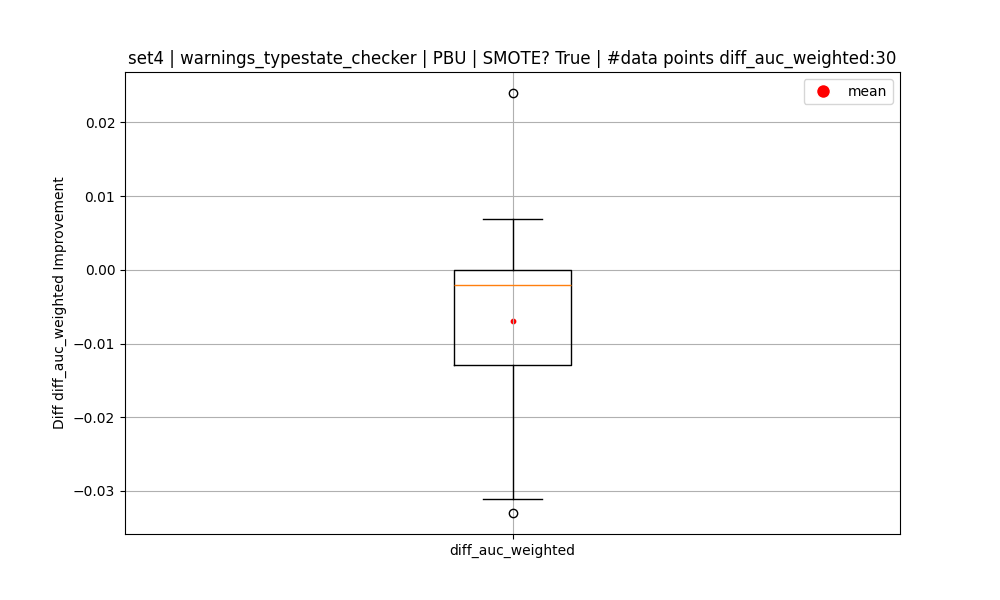 set4 | warnings_typestate_checker | PBU | SMOTE? True | #data points diff_auc_weighted:30
mean
0.02
0.01
0.00
−0.01
−0.02
−0.03
Diff diff_auc_weighted Improvement
diff_auc_weighted